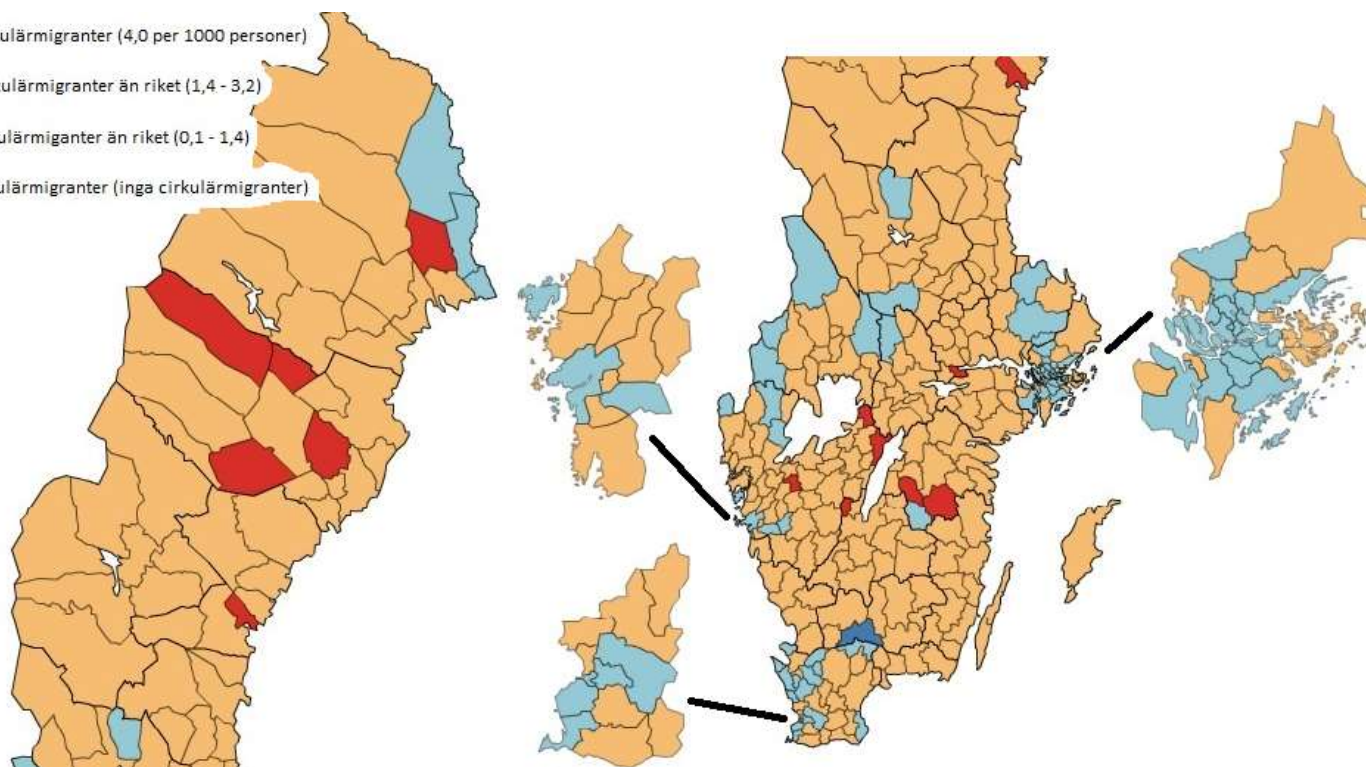 ulärmigranter (4,0 per 1000 personer)
kulärmigranter än riket (1,4 - 3,2)
ulärmiganter än riket (0,1 - 1,4)
ulärmigranter (inga cirkulärmigranter)